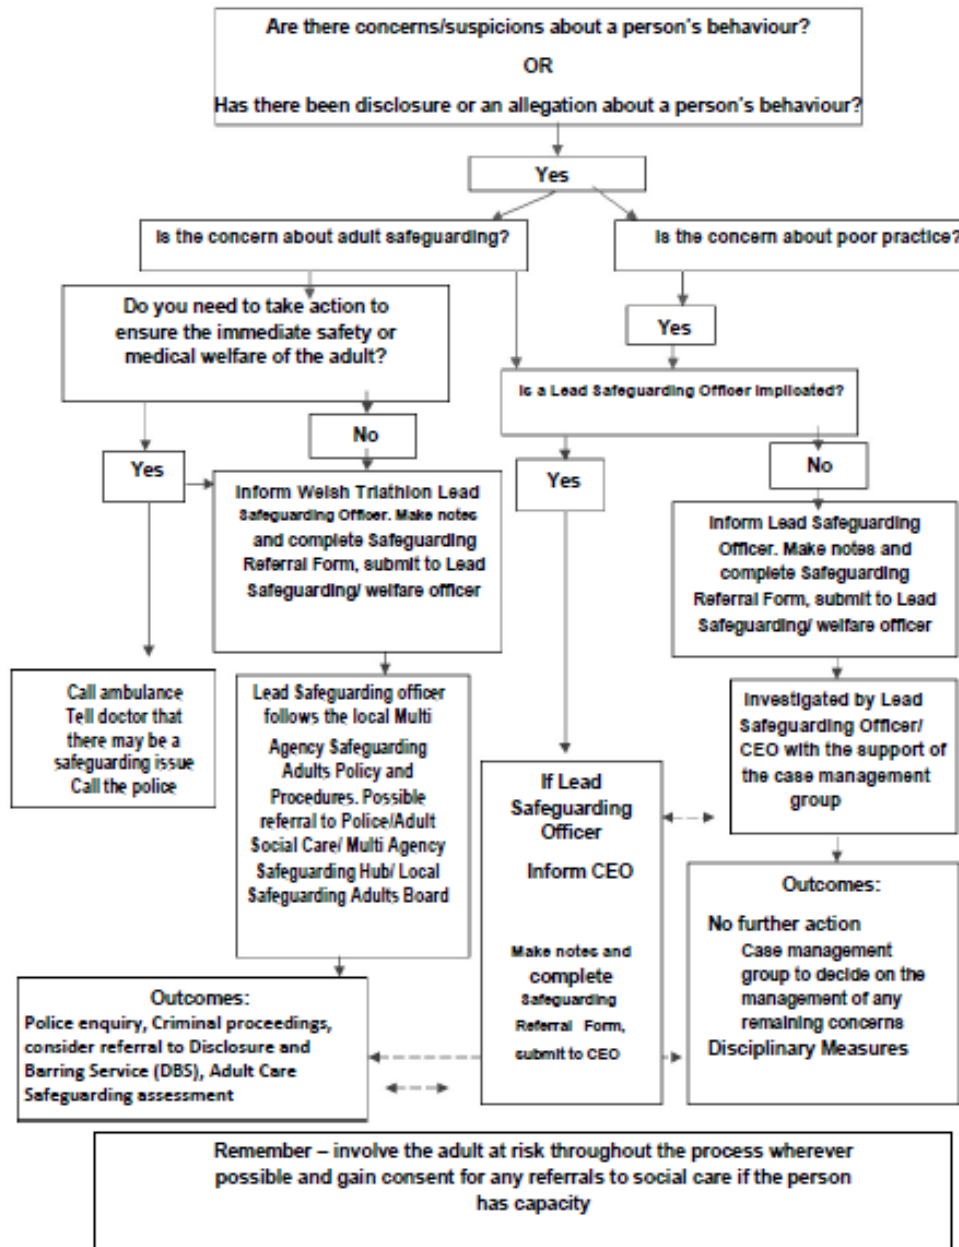 Are there concerns/suspicions about a person's behaviour?
OR
Has there been disclosure or an allegation about a person's behaviour?
Yes
Is the concern about adult safeguarding?
Is the concern about poor practice?
Do you need to take action to
ensure the immediate safety or
medical welfare of the adult?
Yes
Is a Lead Safeguarding Officer implicated?
No
Yes
Yes
No
Inform Welsh Triathlon Lead
Safeguarding Officer. Make notes
and complete Safeguarding
Referral Form, submit to Lead
Safeguarding/ welfare officer
Inform Lead Safeguarding
Officer. Make notes and
complete Safeguarding
Referral Form, submit to Lead
Safeguarding/ welfare officer
Call ambulance
Tell doctor that
there may be a
safeguarding issue
Call the police
Lead Safeguarding officer
follows the local Multi
Agency Safeguarding
Adults Policy and
Procedures. Possible
referral to Police/Adult
Social Care/ Multi Agency
Safeguarding Hub/ Local
Safeguarding Adults Board
If Lead
Safeguarding
Officer
Inform CEO
Make notes and
complete
Safeguarding
Referral Form,
submit to CEO
Investigated by Lead
Safeguarding Officer/
CEO with the support of
the case management
group
Outcomes:
No further action
Case management
group to decide on the
management of any
remaining concerns
Disciplinary Measures
Outcomes:
Police enquiry, Criminal proceedings,
consider referral to Disclosure and
Barring Service (DBS), Adult Care
Safeguarding assessment
Remember – involve the adult at risk throughout the process wherever
possible and gain consent for any referrals to social care if the person
has capacity